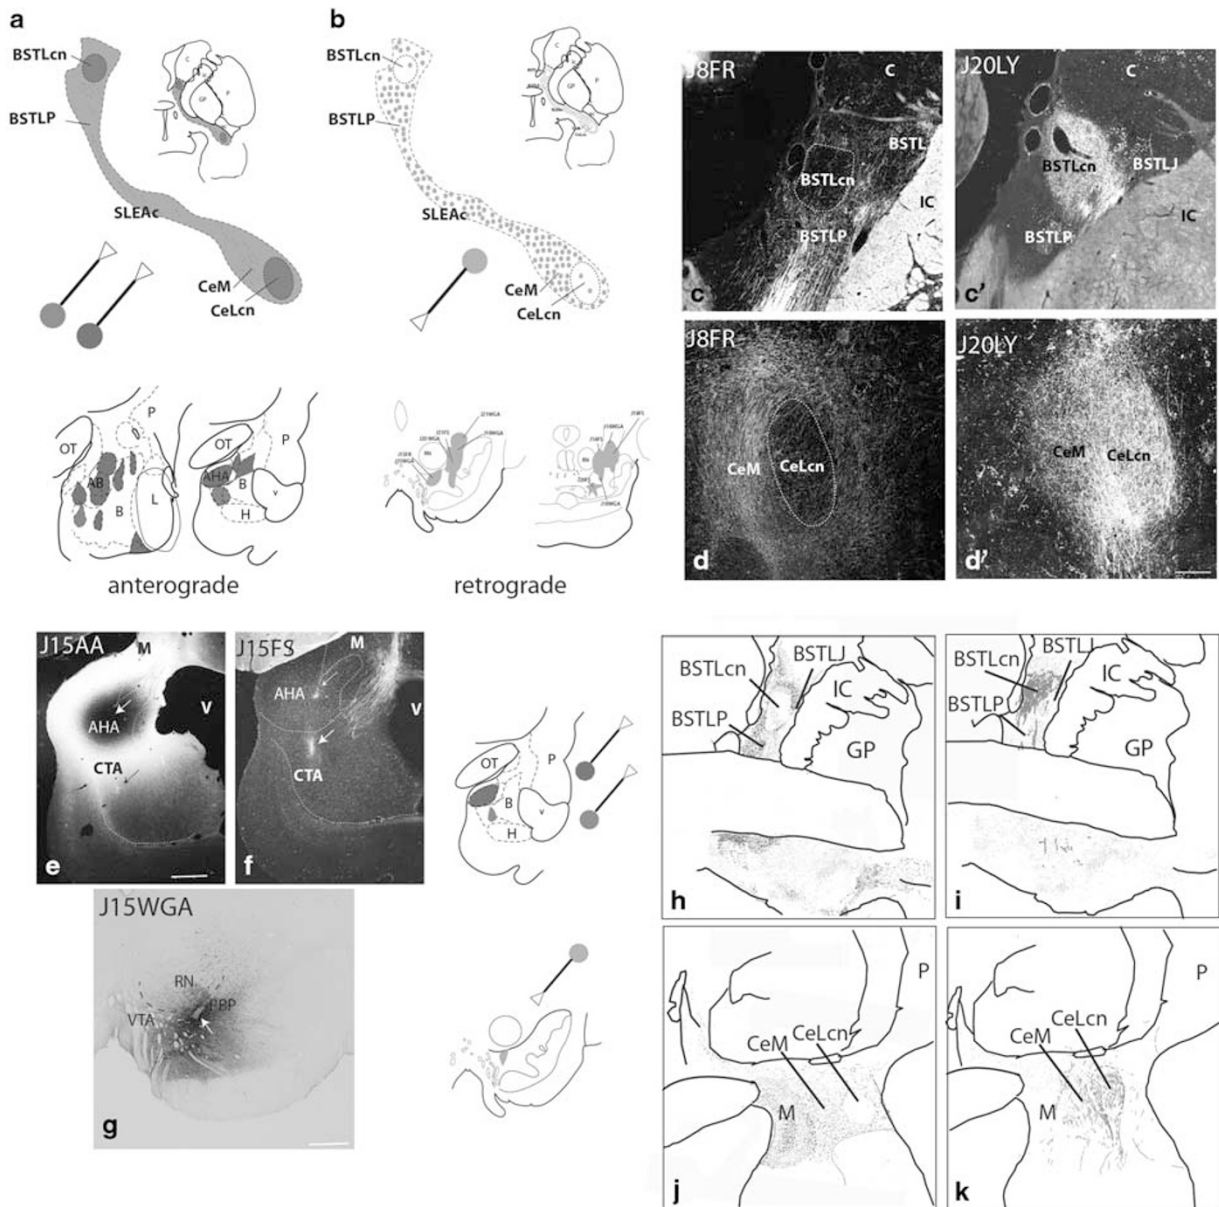 a
BSTLcn
BSTLP
C
GP
P
SLEAc
CeM
CeLcn
b
BSTLcn
BSTLP
C
GP
P
SLEAc
CeM
CeLcn
J8FR
C
BSTL
BSTLcn
IC
BSTLP
c
J20LY
C
BSTLcn
BSTLJ
IC
BSTLP
c’
J8FR
CeM
CeLcn
d
J20LY
CeM
CeLcn
d’
P
OT
AB
B
L
OT
P
AHA
B
V
H
anterograde
retrograde
J15AA
M
AHA
V
CTA
e
J15FS
M
AHA
V
CTA
f
OT
P
B
V
H
J15WGA
RN
PBP
VTA
g
BSTLJ
BSTLcn
IC
BSTLP
GP
h
BSTLJ
BSTLcn
IC
BSTLP
GP
i
CeLcn
CeM
M
j
P
CeLcn
CeM
M
k